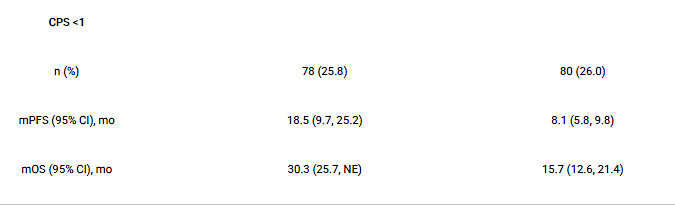 CPS <1
n (%) 78 (25.8) 80 (26.0)
mPFS (95% CI), mo 18.5 (9.7, 25.2) 8.1 (5.8, 9.8)
mOS (95% CI), mo 30.3 (25.7, NE) 15.7 (12.6, 21.4)